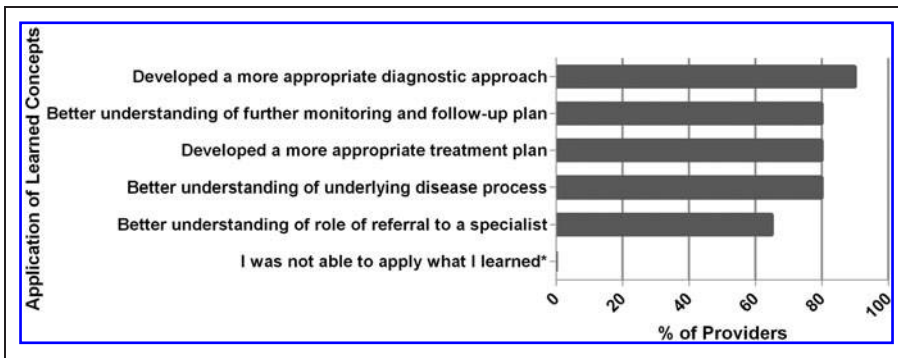 Application of Learned Concepts
Developed a more appropriate diagnostic approach
Better understanding of further monitoring and follow-up plan
Developed a more appropriate treatment plan
Better understanding of underlying disease process
Better understanding of role of referral to a specialist
I was not able to apply what I learned*
0 20 40 60 80 100
% of Providers